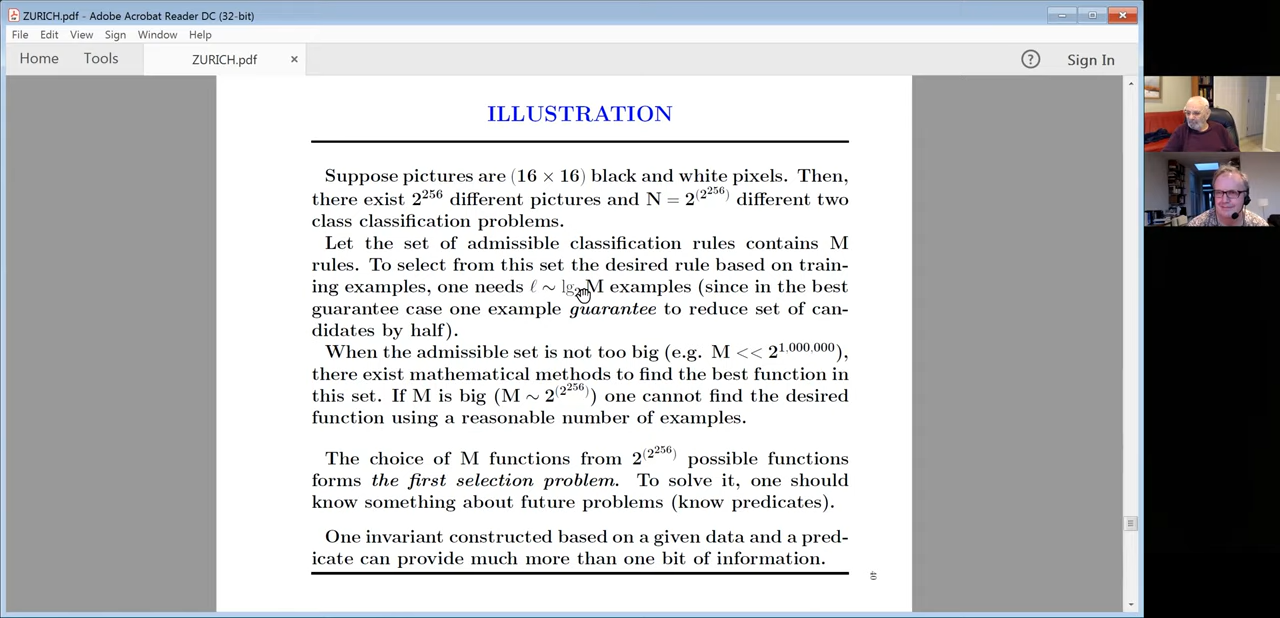 ZURICH.pdf - Adobe Acrobat Reader DC (32-bit)
File Edit View Sign Window Help
Home Tools ZURICH.pdf × ? Sign In
ILLUSTRATION
Suppose pictures are (16 × 16) black and white pixels. Then,
there exist 2^256 different pictures and N = 2^(2^256) different two
class classification problems.
Let the set of admissible classification rules contains M
rules. To select from this set the desired rule based on train-
ing examples, one needs ℓ ∼ lg₂ M examples (since in the best
guarantee case one example guarantee to reduce set of can-
didates by half).
When the admissible set is not too big (e.g. M << 2^1,000,000),
there exist mathematical methods to find the best function in
this set. If M is big (M ∼ 2^(2^256)) one cannot find the desired
function using a reasonable number of examples.
The choice of M functions from 2^(2^256) possible functions
forms the first selection problem. To solve it, one should
know something about future problems (know predicates).
One invariant constructed based on a given data and a pred-
icate can provide much more than one bit of information.
40